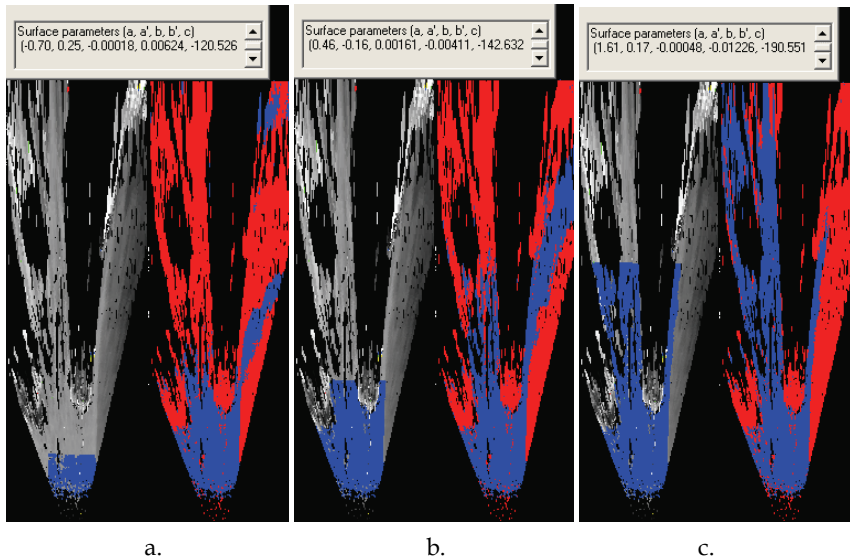 Surface parameters (a, a', b, b', c)
(-0.70, 0.25, -0.00018, 0.00624, -120.526
Surface parameters (a, a', b, b', c)
(0.46, -0.16, 0.00161, -0.00411, -142.632
Surface parameters (a, a', b, b', c)
(1.61, 0.17, -0.00048, -0.01226, -190.551
a.
b.
c.